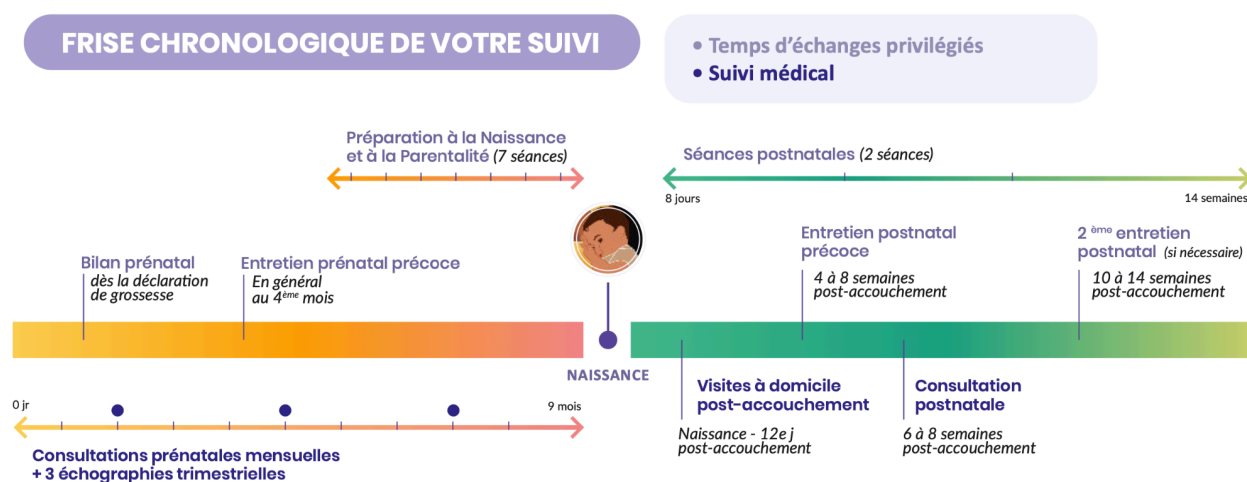 FRISE CHRONOLOGIQUE DE VOTRE SUIVI
• Temps d'échanges privilégiés
• Suivi médical
Préparation à la Naissance
et à la Parentalité (7 séances)
Séances postnatales (2 séances)
8 jours
14 semaines
Bilan prénatal
dès la déclaration
de grossesse
Entretien prénatal précoce
En général
au 4ème mois
Entretien postnatal
précoce
4 à 8 semaines
post-accouchement
2 ème entretien
postnatal (si nécessaire)
10 à 14 semaines
post-accouchement
NAISSANCE
0 jr
9 mois
Consultations prénatales mensuelles
+ 3 échographies trimestrielles
Visites à domicile
post-accouchement
Naissance - 12e j
post-accouchement
Consultation
postnatale
6 à 8 semaines
post-accouchement